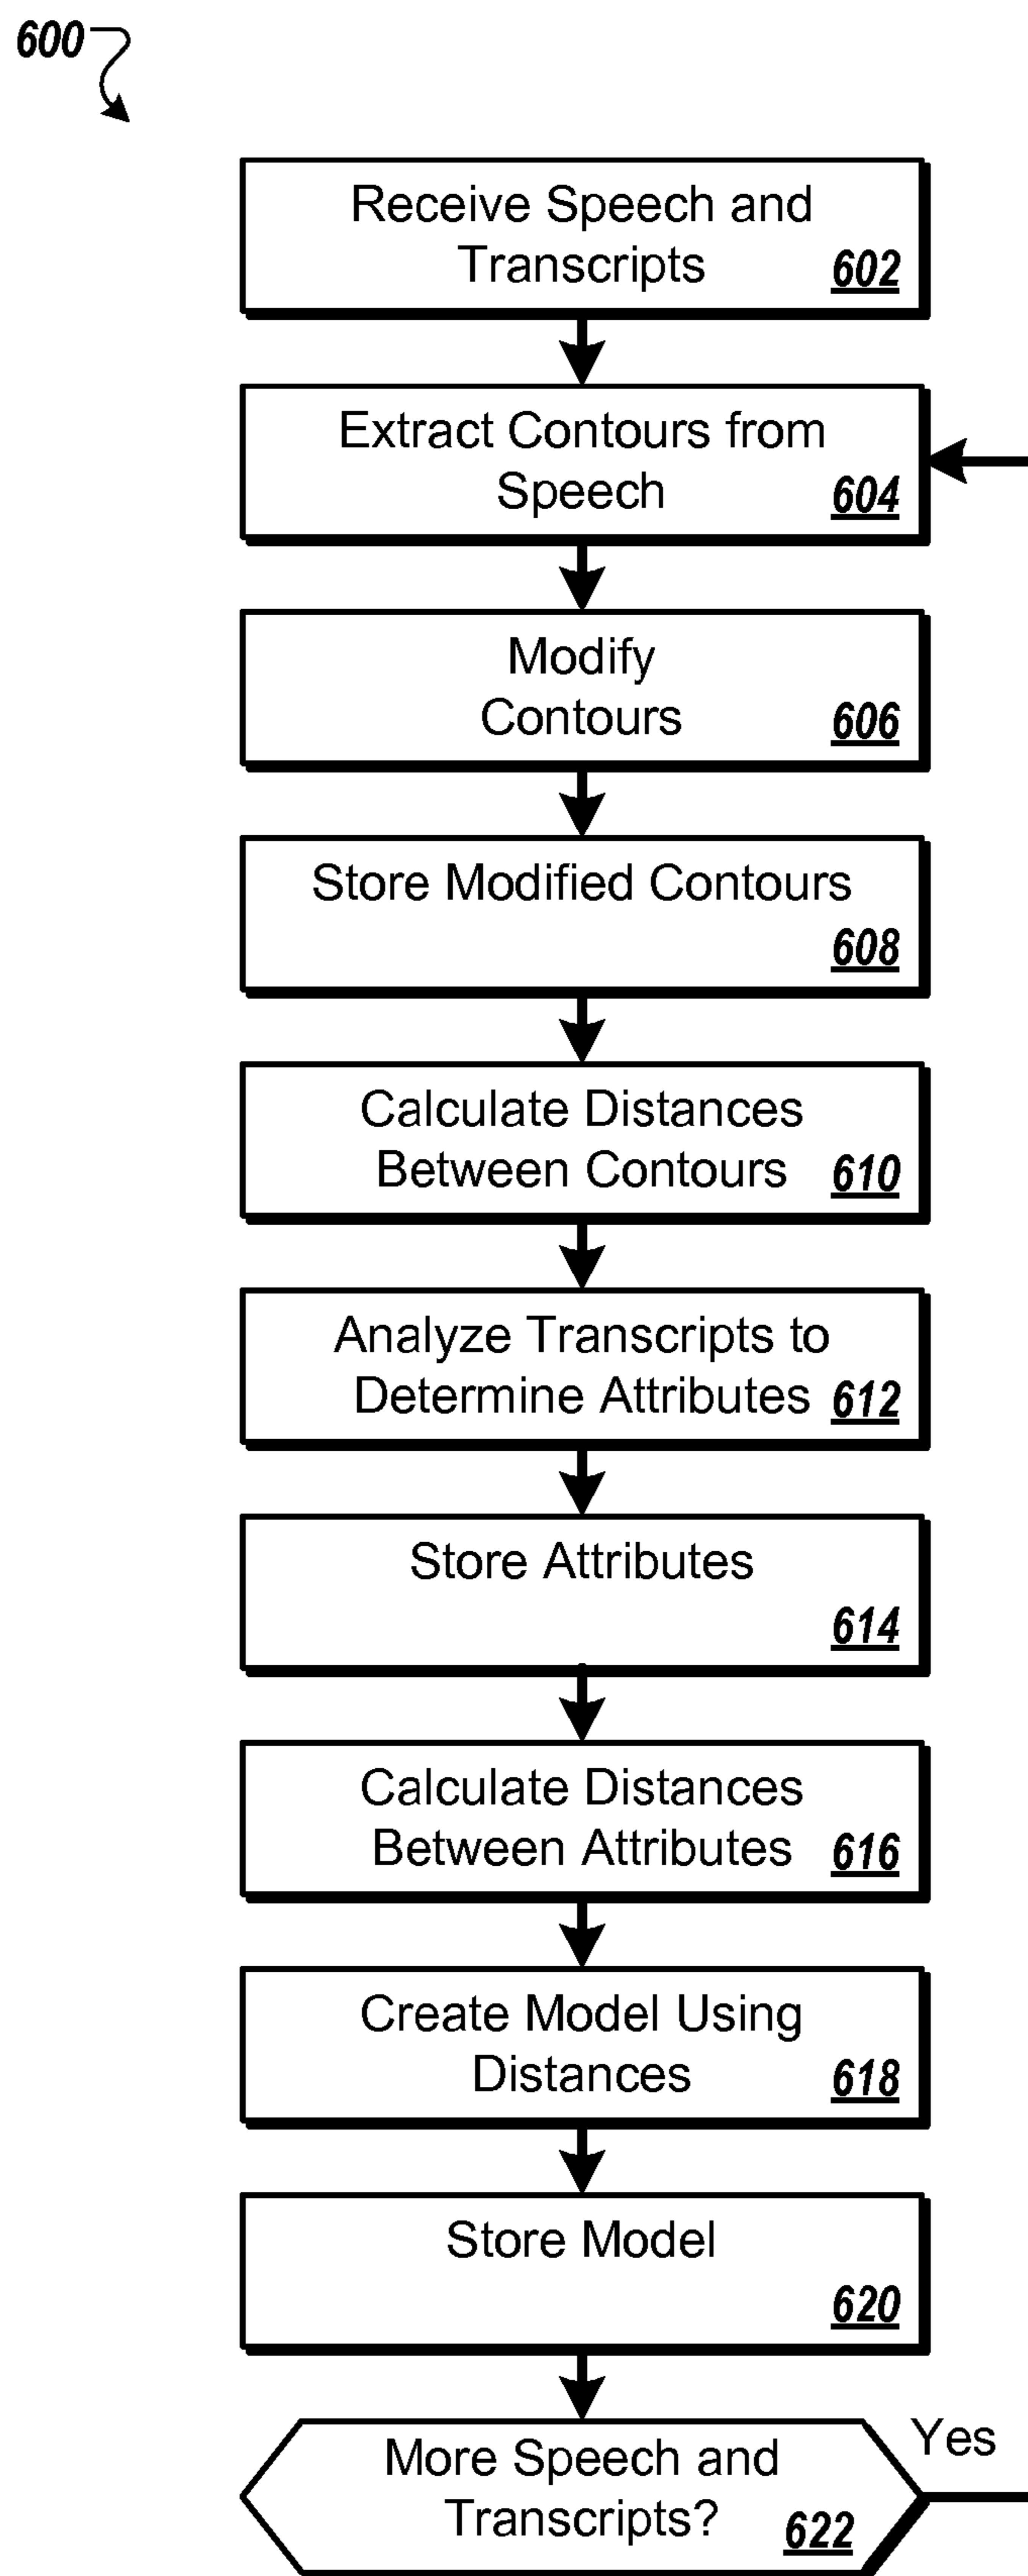 600
Receive Speech and
Transcripts 602
Extract Contours from
Speech 604
Modify
Contours 606
Store Modified Contours
608
Calculate Distances
Between Contours 610
Analyze Transcripts to
Determine Attributes 612
Store Attributes
614
Calculate Distances
Between Attributes 616
Create Model Using
Distances 618
Store Model
620
Yes
More Speech and
Transcripts? 622